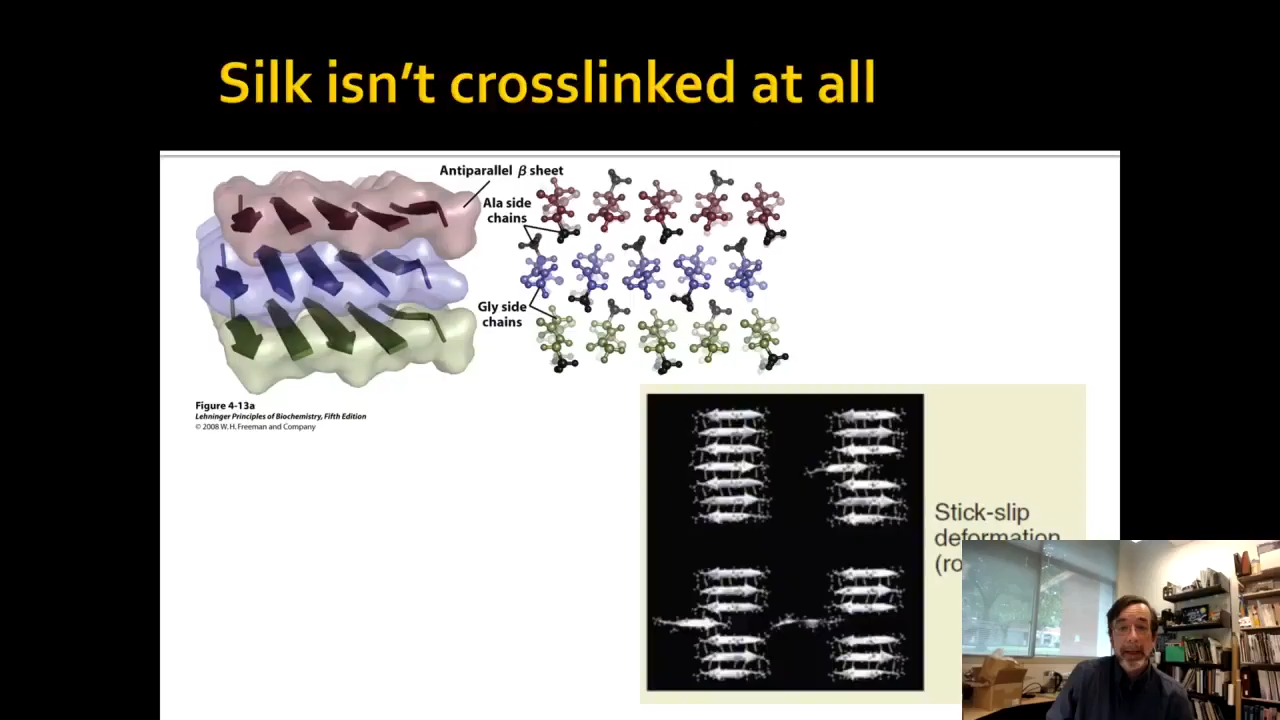 Silk isn't crosslinked at all
Antiparallel β sheet
Ala side
chains
Gly side
chains
Figure 4-13a
Lehninger Principles of Biochemistry, Fifth Edition
© 2008 W. H. Freeman and Company
Stick-slip
deformation